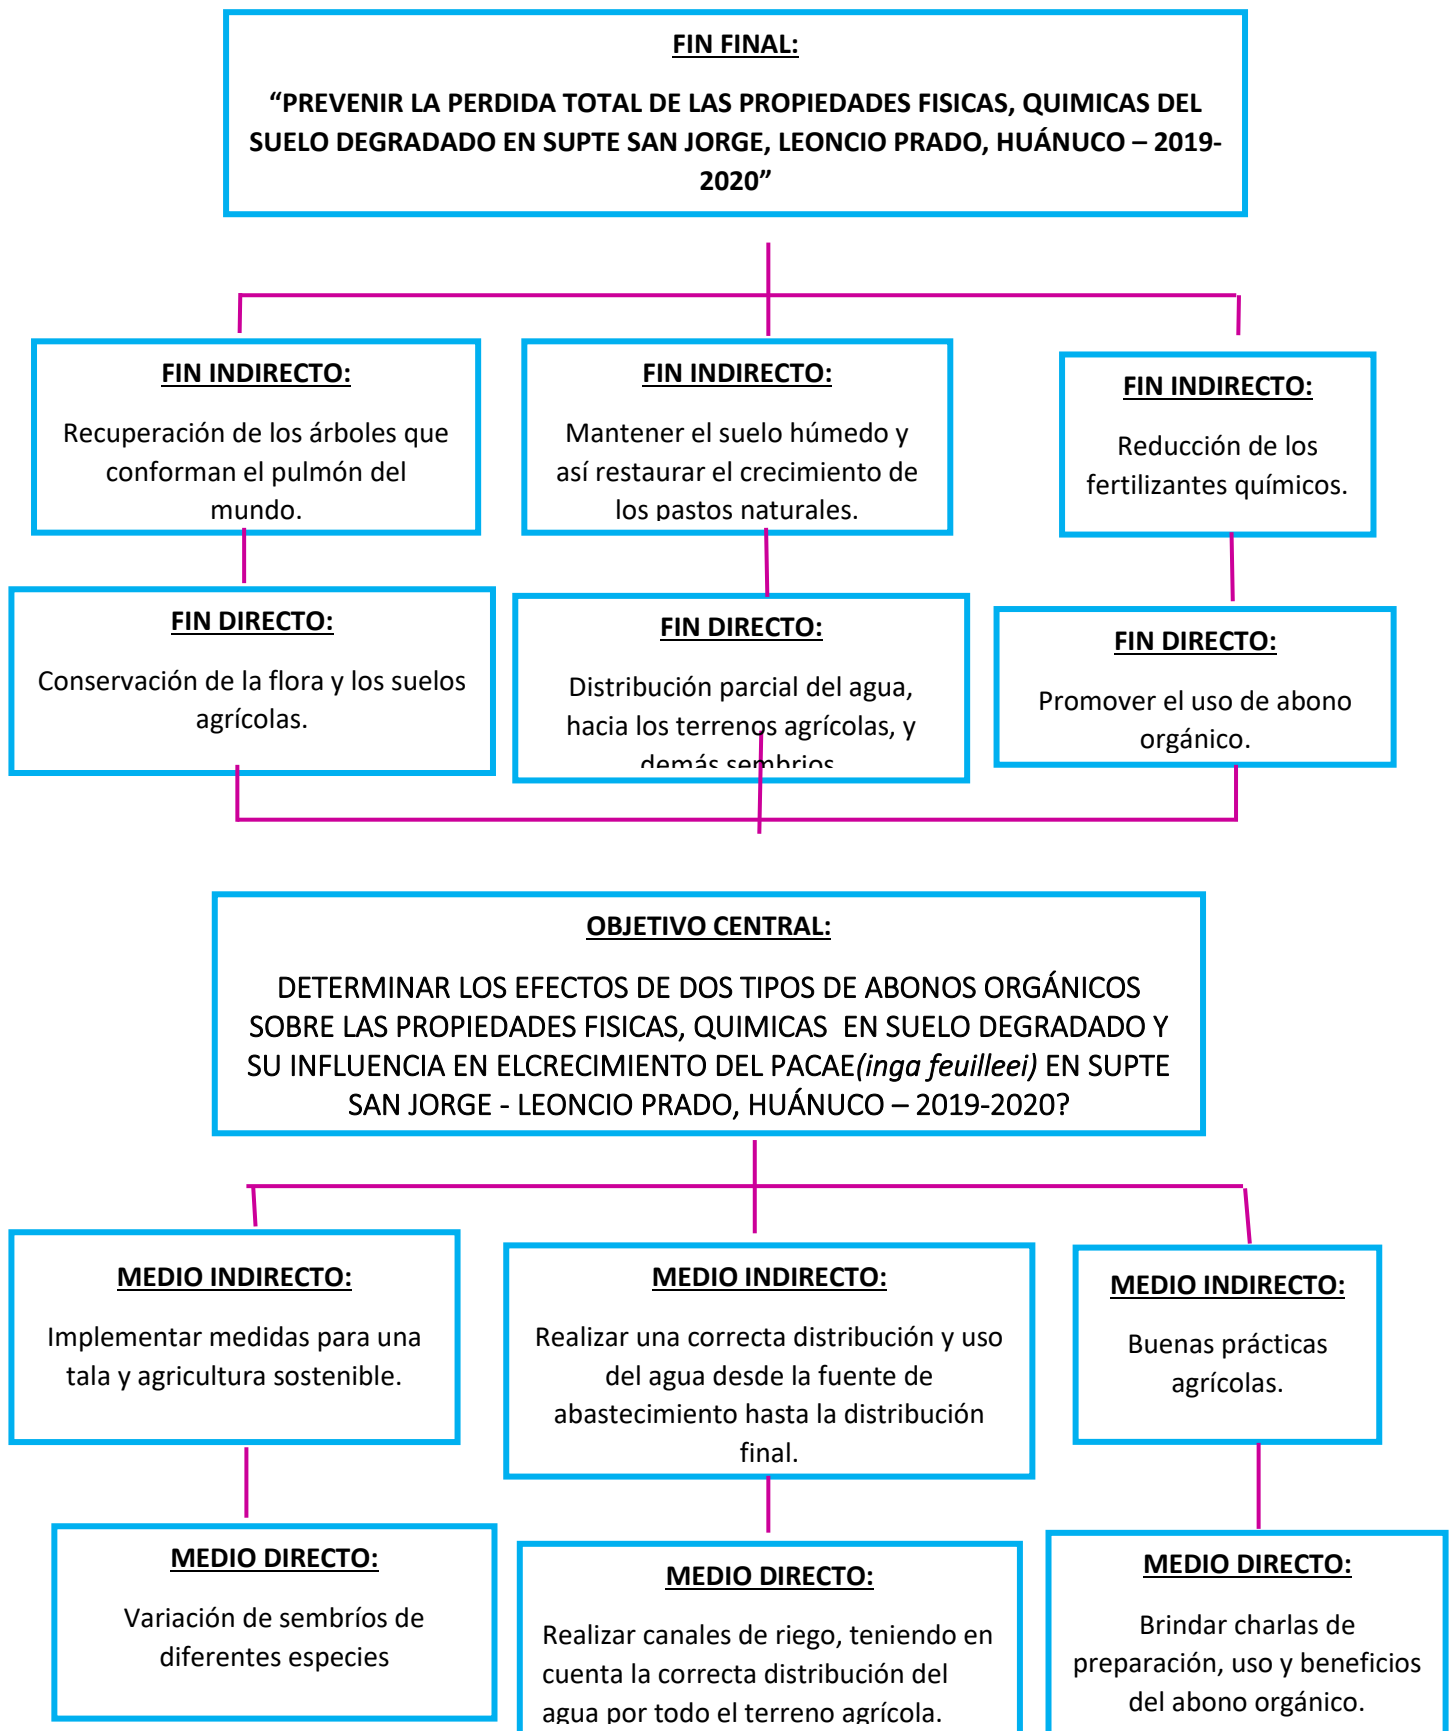 FIN FINAL:
“PREVENIR LA PERDIDA TOTAL DE LAS PROPIEDADES FISICAS, QUIMICAS DEL
SUELO DEGRADADO EN SUPTE SAN JORGE, LEONCIO PRADO, HUÁNUCO – 2019-
2020”
FIN INDIRECTO:
Recuperación de los árboles que
conforman el pulmón del
mundo.
FIN INDIRECTO:
Mantener el suelo húmedo y
así restaurar el crecimiento de
los pastos naturales.
FIN INDIRECTO:
Reducción de los
fertilizantes químicos.
FIN DIRECTO:
Conservación de la flora y los suelos
agrícolas.
FIN DIRECTO:
Distribución parcial del agua,
hacia los terrenos agrícolas, y
demás sembrios
FIN DIRECTO:
Promover el uso de abono
orgánico.
OBJETIVO CENTRAL:
DETERMINAR LOS EFECTOS DE DOS TIPOS DE ABONOS ORGÁNICOS
SOBRE LAS PROPIEDADES FISICAS, QUIMICAS  EN SUELO DEGRADADO Y
SU INFLUENCIA EN ELCRECIMIENTO DEL PACAE(inga feuilleei) EN SUPTE
SAN JORGE - LEONCIO PRADO, HUÁNUCO – 2019-2020?
MEDIO INDIRECTO:
Implementar medidas para una
tala y agricultura sostenible.
MEDIO INDIRECTO:
Realizar una correcta distribución y uso
del agua desde la fuente de
abastecimiento hasta la distribución
final.
MEDIO INDIRECTO:
Buenas prácticas
agrícolas.
MEDIO DIRECTO:
Variación de sembríos de
diferentes especies
MEDIO DIRECTO:
Realizar canales de riego, teniendo en
cuenta la correcta distribución del
agua por todo el terreno agrícola.
MEDIO DIRECTO:
Brindar charlas de
preparación, uso y beneficios
del abono orgánico.